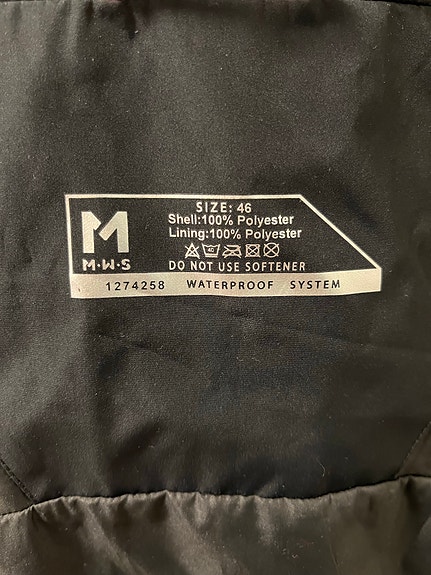 SIZE: 46
Shell:100% Polyester
Lining:100% Polyester
DO NOT USE SOFTENER
M
M·W·S
1274258 WATERPROOF SYSTEM